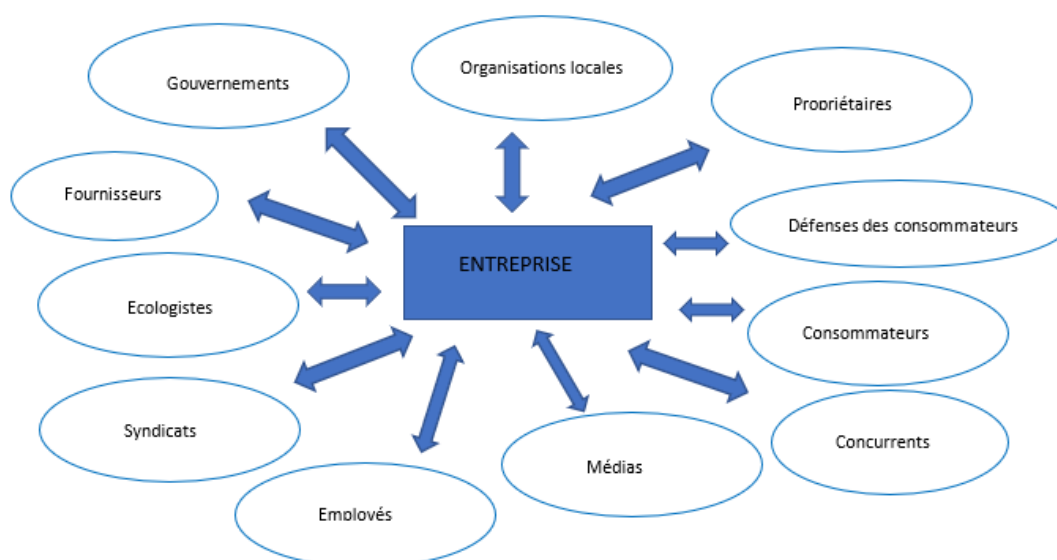 Organisations locales
Gouvernements
Propriétaires
Fournisseurs
Défenses des consommateurs
ENTREPRISE
Ecologistes
Consommateurs
Syndicats
Concurrents
Médias
Employés